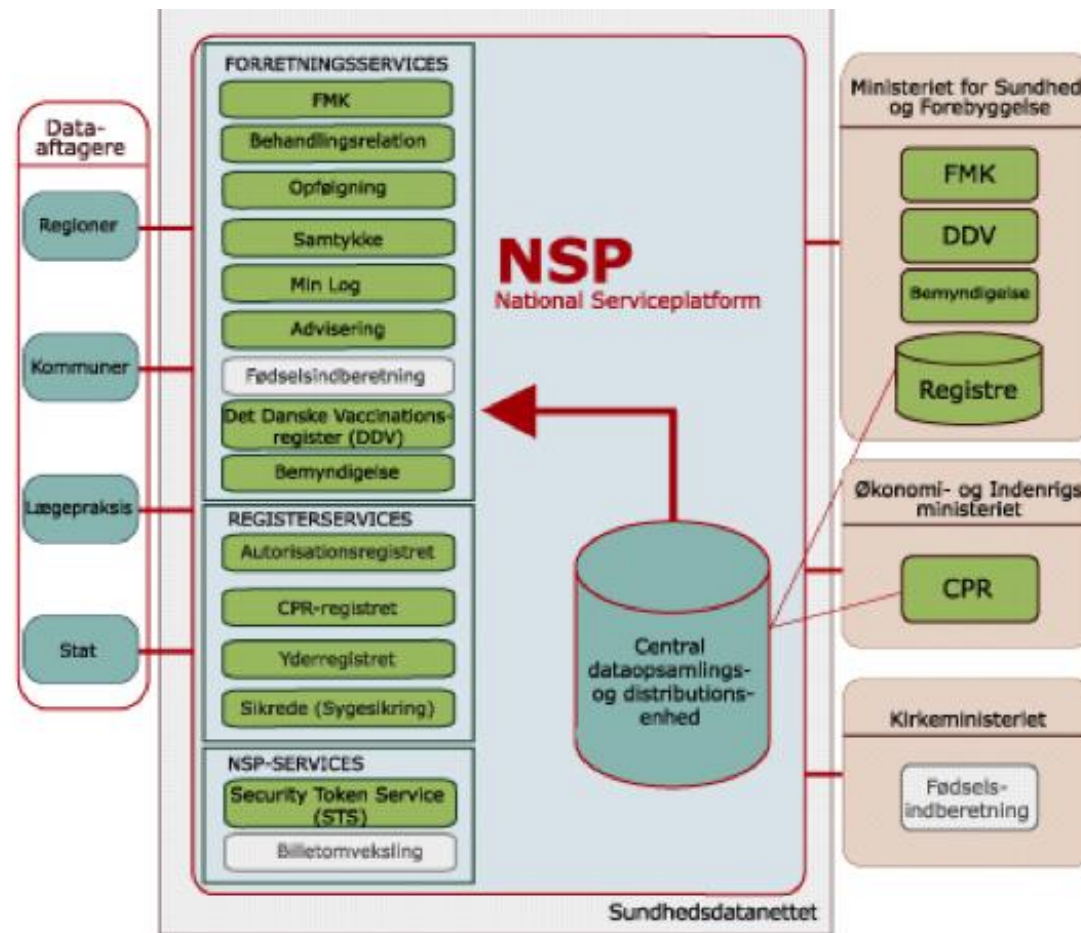 Data-
aftagere
Regioner
Kommuner
Lægepraksis
Stat
FORRETNINGSSERVICES
FMK
Behandlingsrelation
Opfølgning
Samtykke
Min Log
Advisering
Fødselsindberetning
Det Danske Vaccinations-
register (DDV)
Bemyndigelse
REGISTERSERVICES
Autorisationsregistret
CPR-registret
Yderregistret
Sikrede (Sygesikring)
NSP-SERVICES
Security Token Service
(STS)
Billetomveksling
NSP
National Serviceplatform
Central
dataopsamlings-
og distributions-
enhed
Sundhedsdatanettet
Ministeriet for Sundhed
og Forebyggelse
FMK
DDV
Bemyndigelse
Registre
Økonomi- og Indenrigs
ministeriet
CPR
Kirkeministeriet
Fødsels-
indberetning